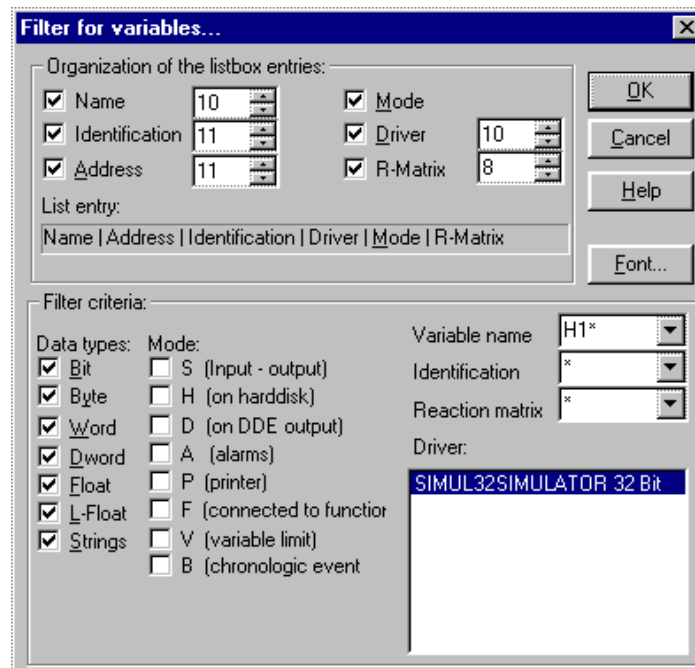 Filter for variables...
Organization of the listbox entries:
Name 10 Mode
Identification 11 Driver 10
Address 11 R-Matrix 8
List entry:
Name | Address | Identification | Driver | Mode | R-Matrix
OK
Cancel
Help
Font...
Filter criteria:
Data types:
Bit
Byte
Word
Dword
Float
L-Float
Strings
Mode:
S (Input - output)
H (on harddisk)
D (on DDE output)
A (alarms)
P (printer)
F (connected to function
V (variable limit)
B (chronologic event
Variable name H1*
Identification *
Reaction matrix *
Driver:
SIMUL32SIMULATOR 32 Bit